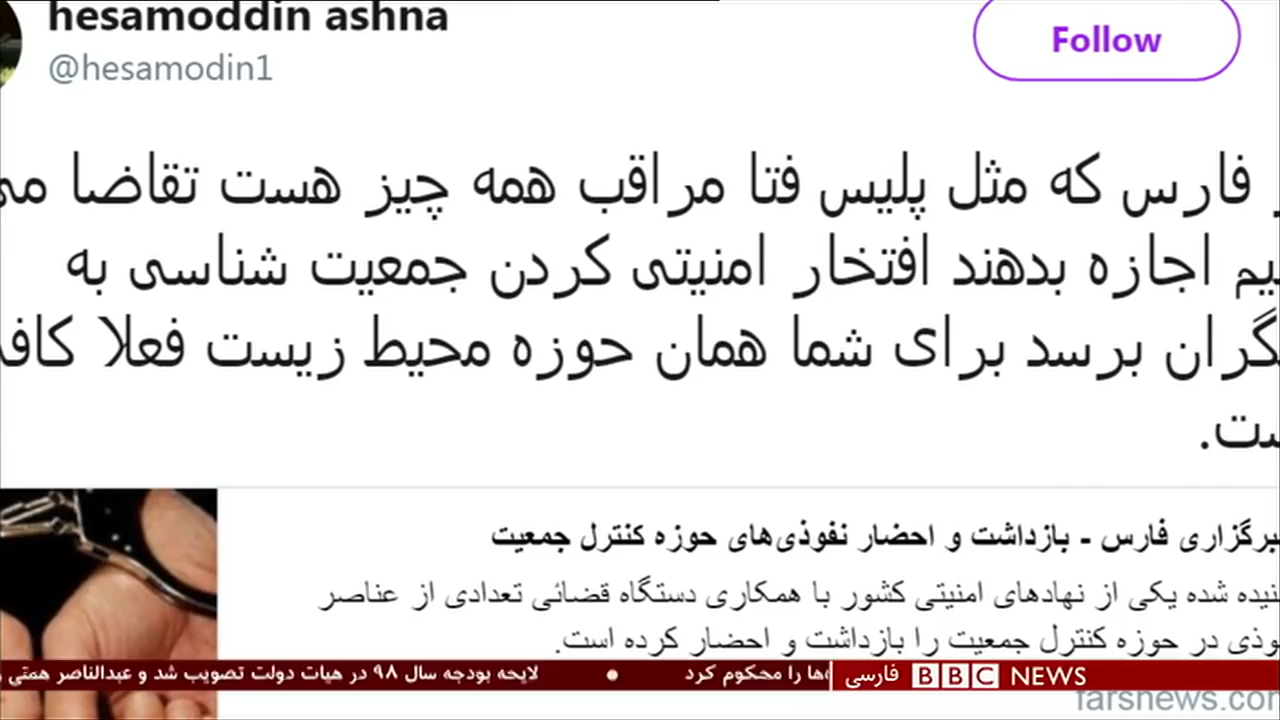 hesamoddin ashna
@hesamodin1
Follow
فارس که مثل پلیس فتا مراقب همه چیز هست تقاضا
اجازه بدهند افتخار امنیتی کردن جمعیت شناسی به
برسد برای شما همان حوزه محیط زیست فعلا
فارس - بازداشت و احضار نفوذی‌های حوزه کنترل جمعیت
شده یکی از نهادهای امنیتی کشور با همکاری دستگاه قضائی تعدادی از عناصر
در حوزه کنترل جمعیت را بازداشت و احضار کرده است.
BBC NEWS فارسی
ها را محکوم کرد • لایحه بودجه سال ۹۸ در هیات دولت تصویب شد و عبدالناصر همتی
farsnews.com